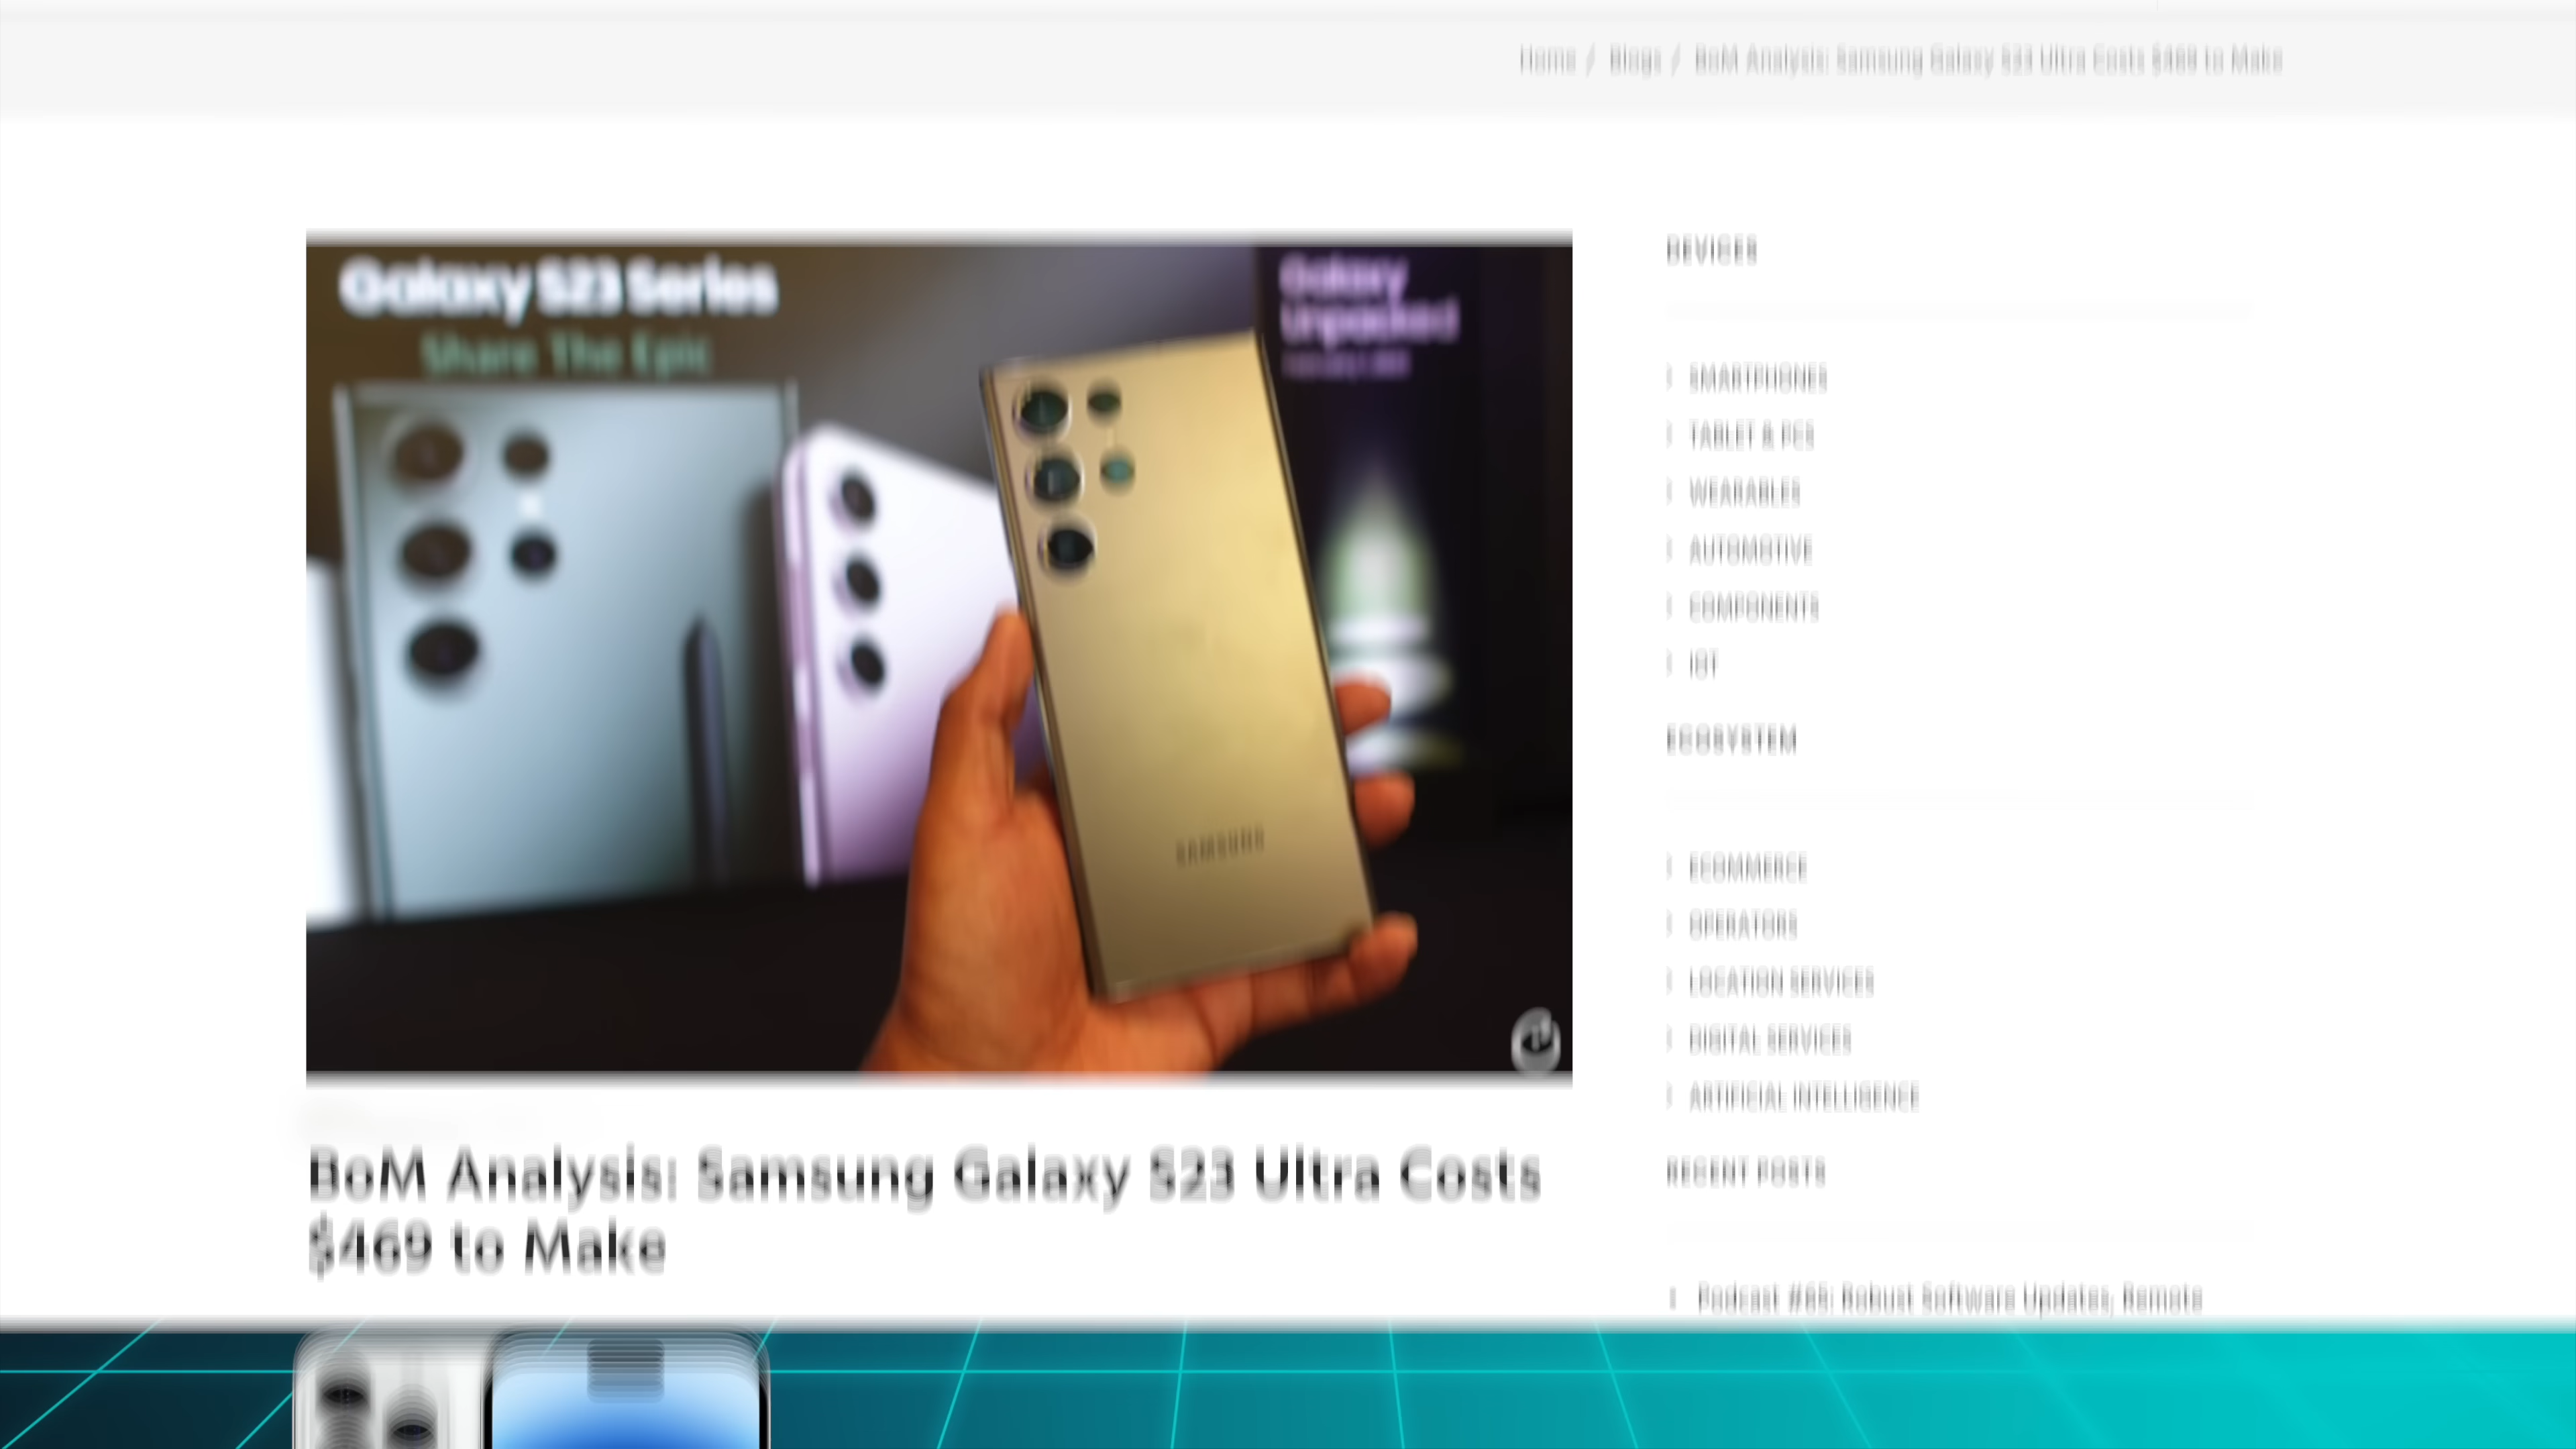 Home / Blogs / BoM Analysis: Samsung Galaxy S23 Ultra Costs $469 to Make
Galaxy S23 Series
Share The Epic
Galaxy
Unpacked
SAMSUNG
BoM Analysis: Samsung Galaxy S23 Ultra Costs
$469 to Make
DEVICES
SMARTPHONES
TABLET & PCS
WEARABLES
AUTOMOTIVE
COMPONENTS
IOT
ECOSYSTEM
ECOMMERCE
OPERATORS
LOCATION SERVICES
DIGITAL SERVICES
ARTIFICIAL INTELLIGENCE
RECENT POSTS
Podcast #65: Robust Software Updates, Remote